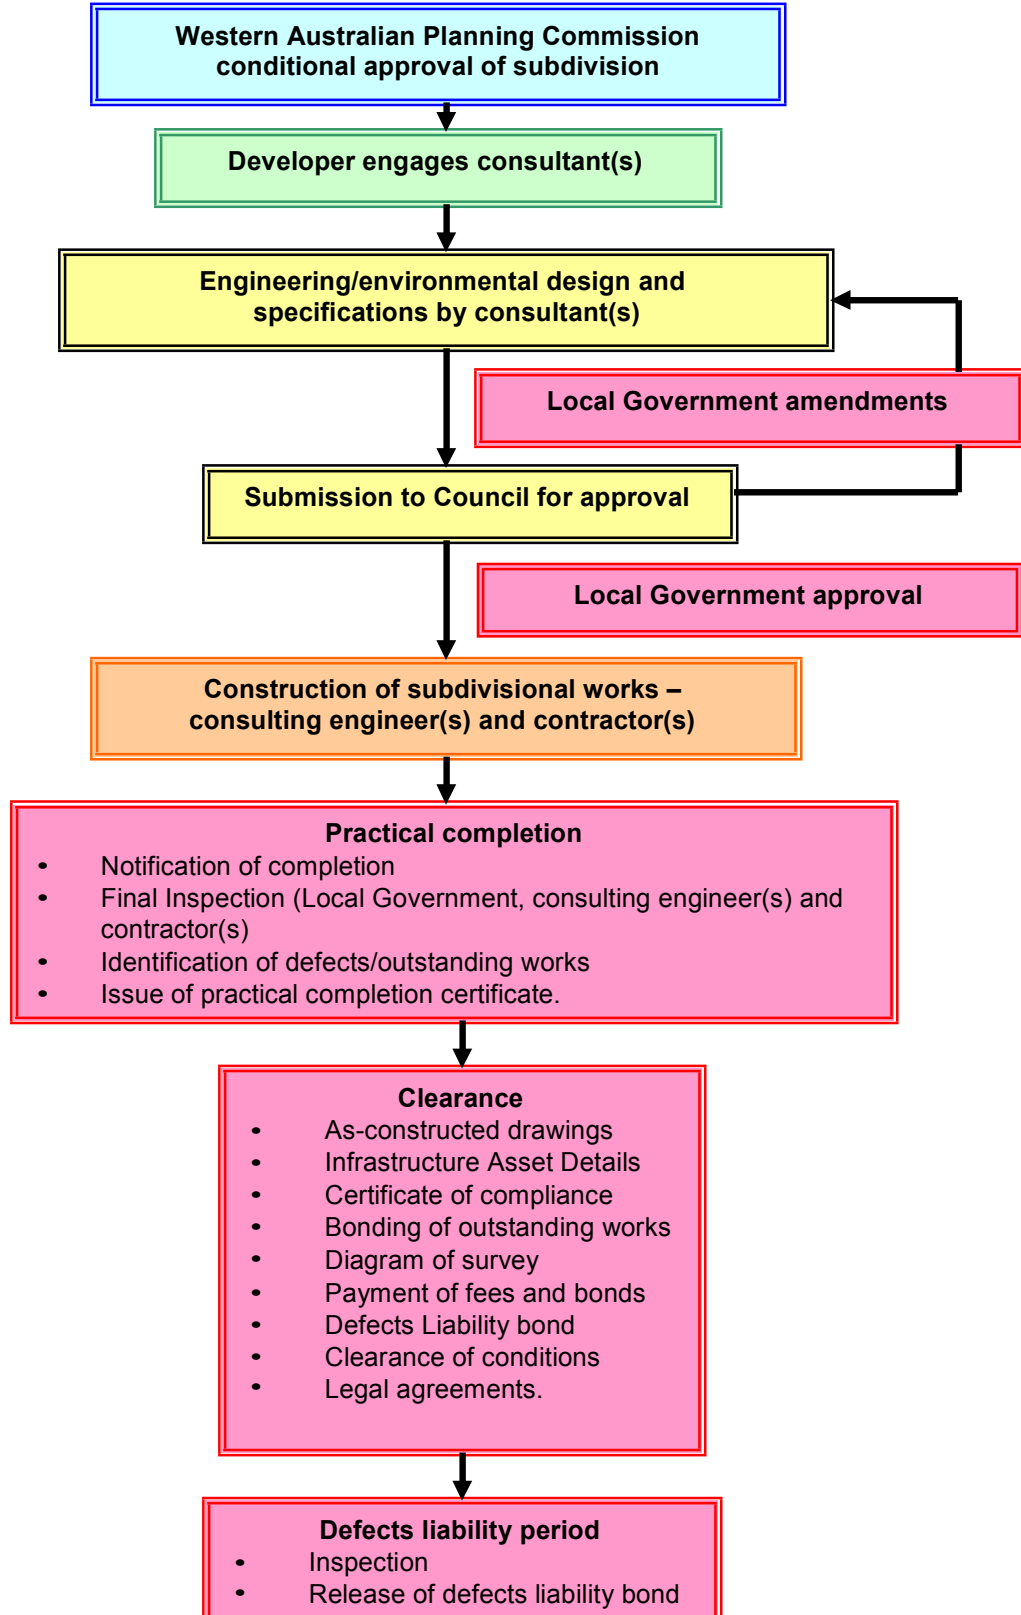 Western Australian Planning Commission
conditional approval of subdivision
Developer engages consultant(s)
Engineering/environmental design and
specifications by consultant(s)
Local Government amendments
Submission to Council for approval
Local Government approval
Construction of subdivisional works –
consulting engineer(s) and contractor(s)
Practical completion
• Notification of completion
• Final Inspection (Local Government, consulting engineer(s) and
contractor(s)
• Identification of defects/outstanding works
• Issue of practical completion certificate.
Clearance
• As-constructed drawings
• Infrastructure Asset Details
• Certificate of compliance
• Bonding of outstanding works
• Diagram of survey
• Payment of fees and bonds
• Defects Liability bond
• Clearance of conditions
• Legal agreements.
Defects liability period
• Inspection
• Release of defects liability bond